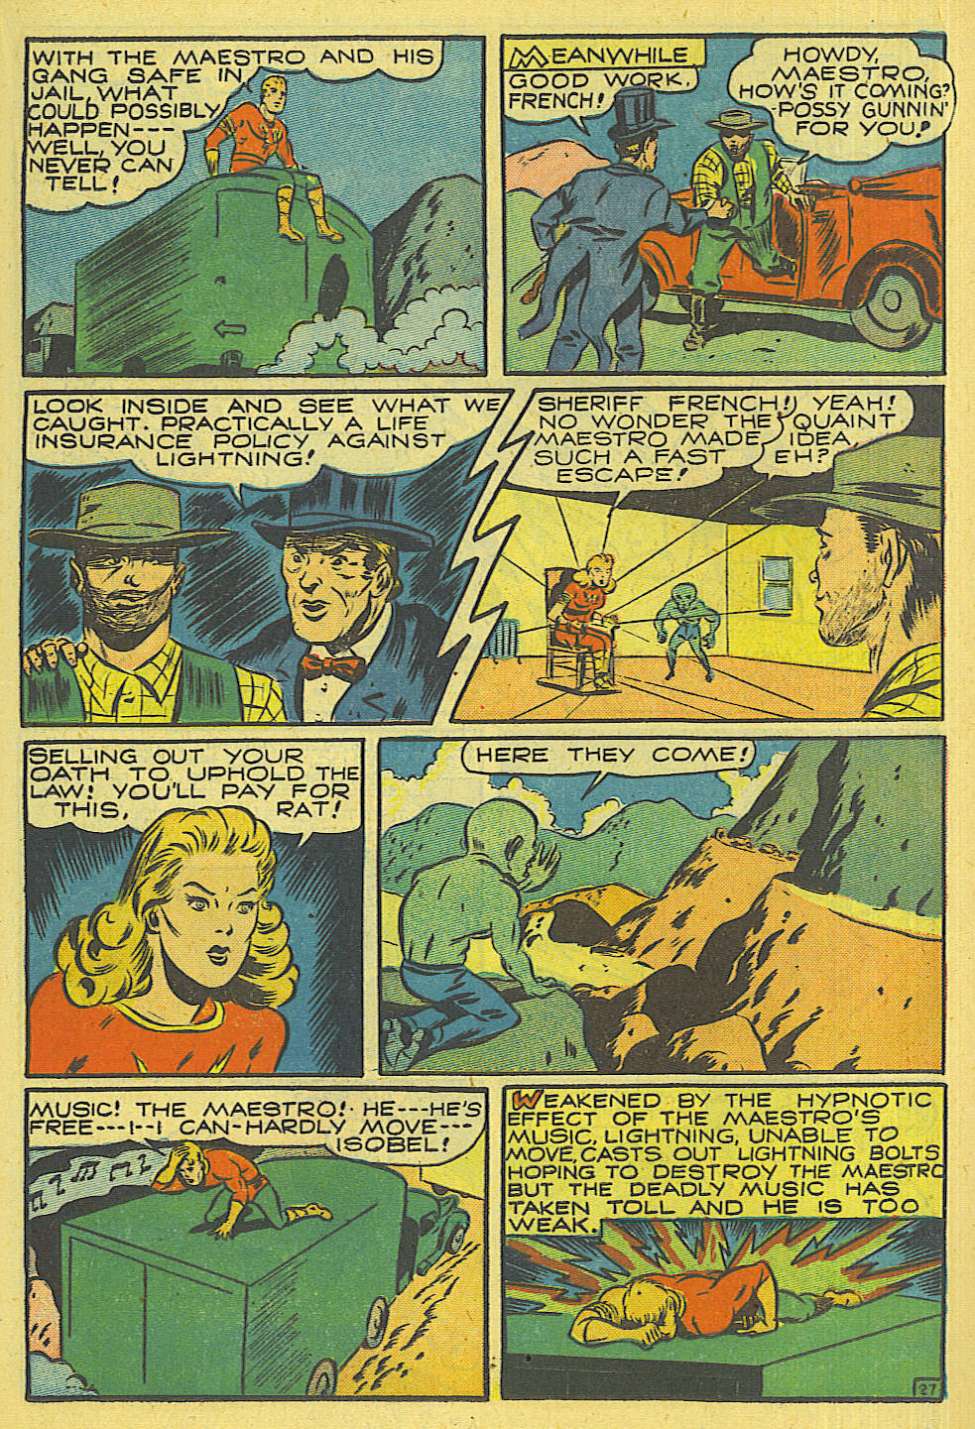 WITH THE MAESTRO AND HIS
GANG SAFE IN
JAIL, WHAT
COULD POSSIBLY
HAPPEN---
WELL, YOU
NEVER CAN
TELL!
MEANWHILE
GOOD WORK,
FRENCH!
HOWDY,
MAESTRO,
HOW'S IT COMING?
-POSSY GUNNIN'
FOR YOU!
LOOK INSIDE AND SEE WHAT WE
CAUGHT. PRACTICALLY A LIFE
INSURANCE POLICY AGAINST
LIGHTNING!
SHERIFF FRENCH!
NO WONDER THE
MAESTRO MADE
SUCH A FAST
ESCAPE!
YEAH!
QUAINT
IDEA,
EH?
SELLING OUT YOUR
OATH TO UPHOLD THE
LAW! YOU'LL PAY FOR
THIS, RAT!
HERE THEY COME!
MUSIC! THE MAESTRO! HE---HE'S
FREE---I--I CAN-HARDLY MOVE---
ISOBEL!
WEAKENED BY THE HYPNOTIC
EFFECT OF THE MAESTRO'S
MUSIC, LIGHTNING, UNABLE TO
MOVE, CASTS OUT LIGHTNING BOLTS
HOPING TO DESTROY THE MAESTRO
BUT THE DEADLY MUSIC HAS
TAKEN TOLL AND HE IS TOO
WEAK.
27